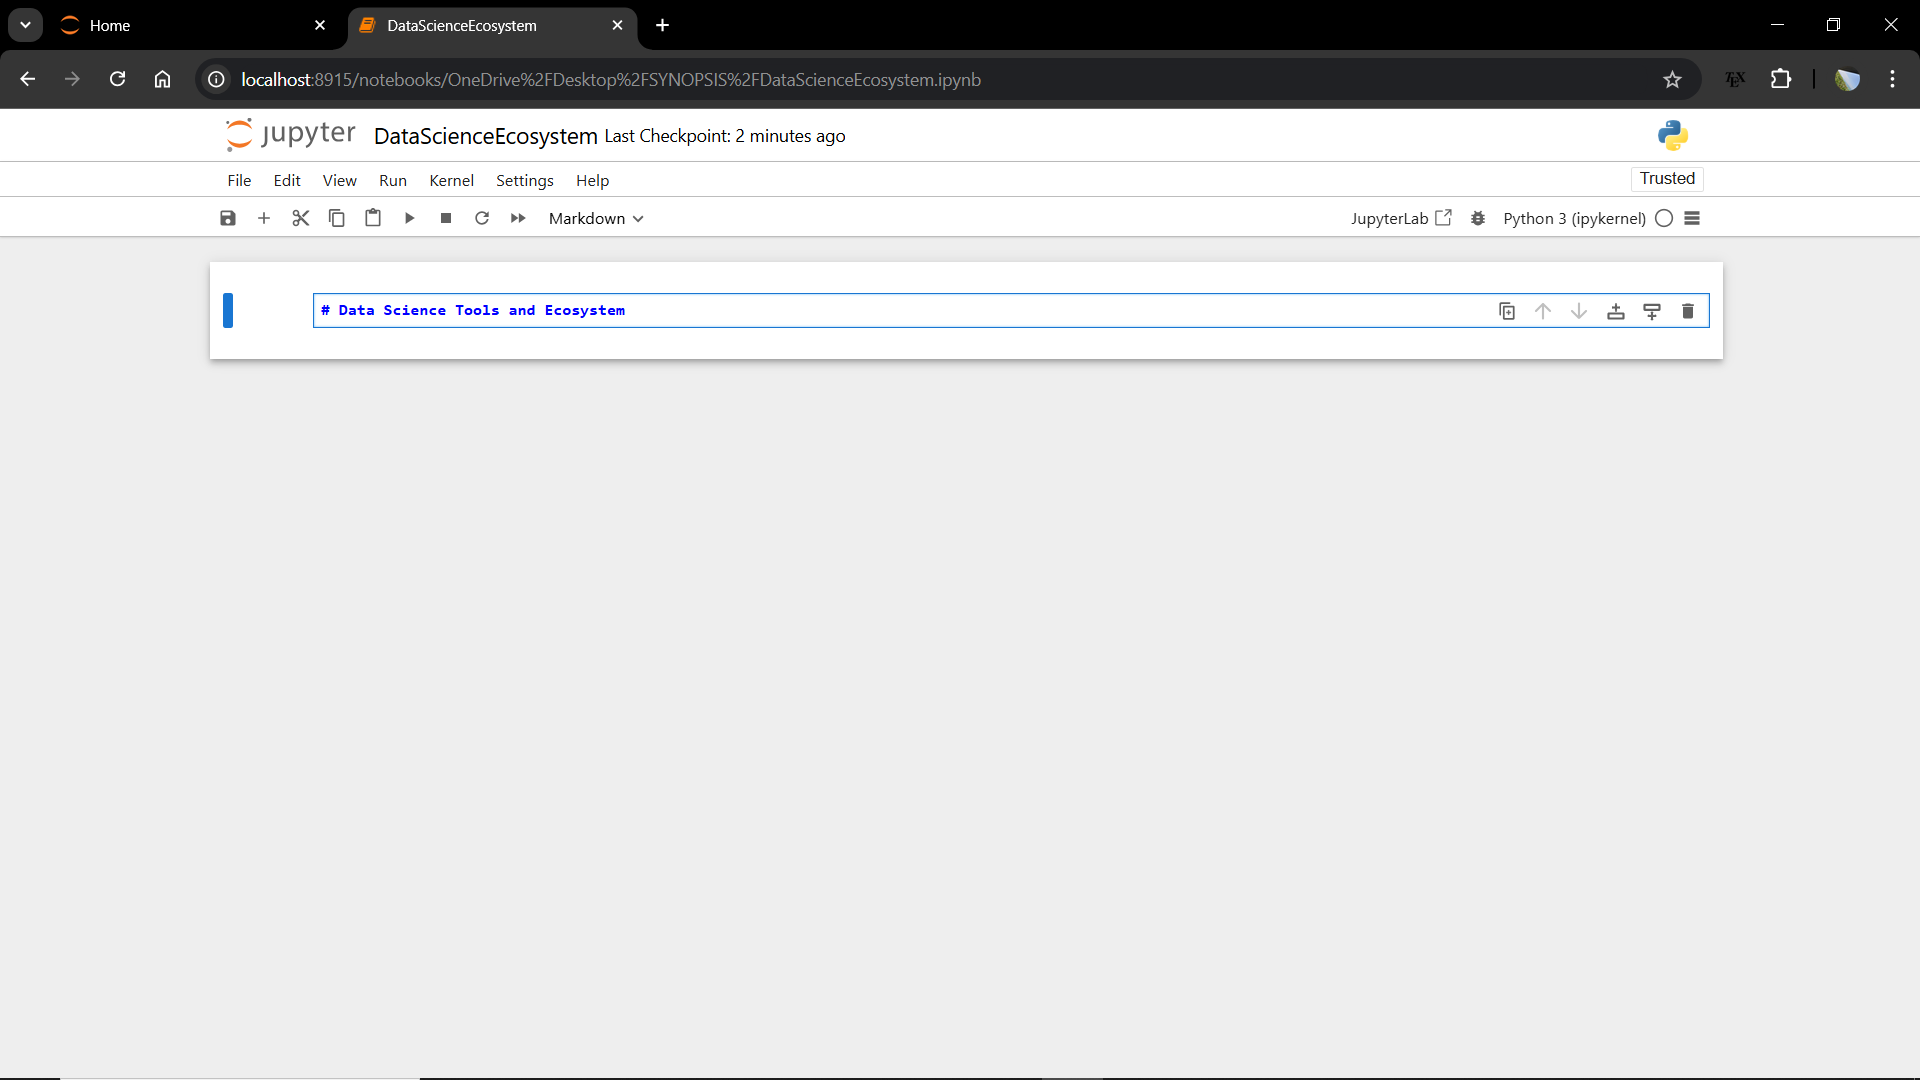 Home
DataScienceEcosystem
localhost:8915/notebooks/OneDrive%2FDesktop%2FSYNOPSIS%2FDataScienceEcosystem.ipynb
TEX
jupyter DataScienceEcosystem Last Checkpoint: 2 minutes ago
File Edit View Run Kernel Settings Help Trusted
Markdown JupyterLab Python 3 (ipykernel)
# Data Science Tools and Ecosystem